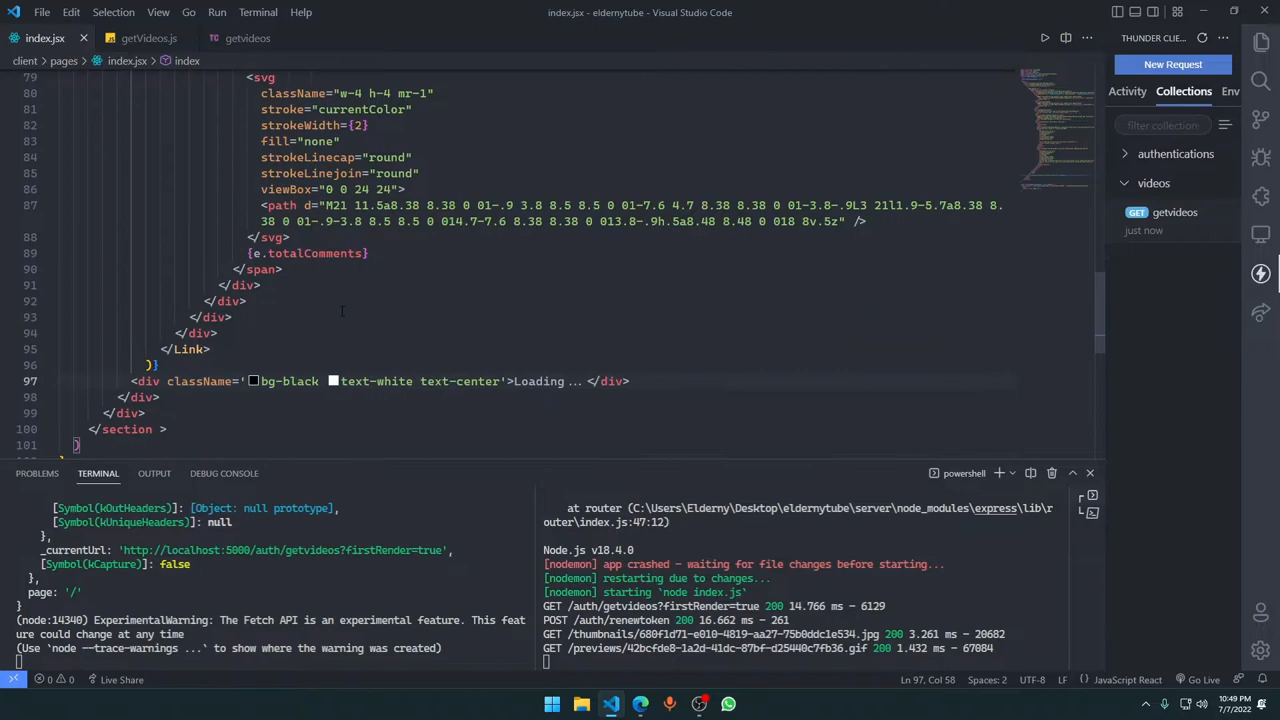 File Edit Selection View Go Run Terminal Help
index.jsx - eldernytube - Visual Studio Code
index.jsx
getVideos.js
getvideos
client > pages > index.jsx > index
79 <svg
80 className="w-4 h-4 mr-1"
81 stroke="currentColor"
82 strokeWidth={2}
83 fill="none"
84 strokeLinecap="round"
85 strokeLinejoin="round"
86 viewBox="0 0 24 24">
87 <path d="M21 11.5a8.38 8.38 0 01-.9 3.8 8.5 8.5 0 01-7.6 4.7 8.38 8.38 0 01-3.8-.9L3 21l1.9-5.7a8.38 8.
38 0 01-.9-3.8 8.5 8.5 0 014.7-7.6 8.38 8.38 0 013.8-.9h.5a8.48 8.48 0 018 8v.5z" />
88 </svg>
89 {e.totalComments}
90 </span>
91 </div>
92 </div>
93 </div>
94 </div>
95 </Link>
96 )}
97 <div className='bg-black text-white text-center'>Loading...</div>
98 </div>
99 </div>
100 </section >
101 )
THUNDER CLIE...
New Request
Activity Collections Env
filter collection
authentications
videos
GET getvideos
just now
PROBLEMS TERMINAL OUTPUT DEBUG CONSOLE
powershell
[Symbol(kOutHeaders)]: [Object: null prototype],
[Symbol(kUniqueHeaders)]: null
},
_currentUrl: 'http://localhost:5000/auth/getvideos?firstRender=true',
[Symbol(kCapture)]: false
},
page: '/'
}
(node:14340) ExperimentalWarning: The Fetch API is an experimental feature. This feat
ure could change at any time
(Use `node --trace-warnings ...` to show where the warning was created)
at router (C:\Users\Elderny\Desktop\eldernytube\server\node_modules\express\lib\r
outer\index.js:47:12)
Node.js v18.4.0
[nodemon] app crashed - waiting for file changes before starting...
[nodemon] restarting due to changes...
[nodemon] starting `node index.js`
GET /auth/getvideos?firstRender=true 200 14.766 ms - 6129
POST /auth/renewtoken 200 16.662 ms - 261
GET /thumbnails/680f1d71-e010-4819-aa27-75b0ddc1e534.jpg 200 3.261 ms - 20682
GET /previews/42bcfde8-1a2d-41dc-87bf-d25440c7fb36.gif 200 1.432 ms - 67084
0 0 Live Share
Ln 97, Col 58 Spaces: 2 UTF-8 LF { } JavaScript React Go Live
10:49 PM
7/7/2022